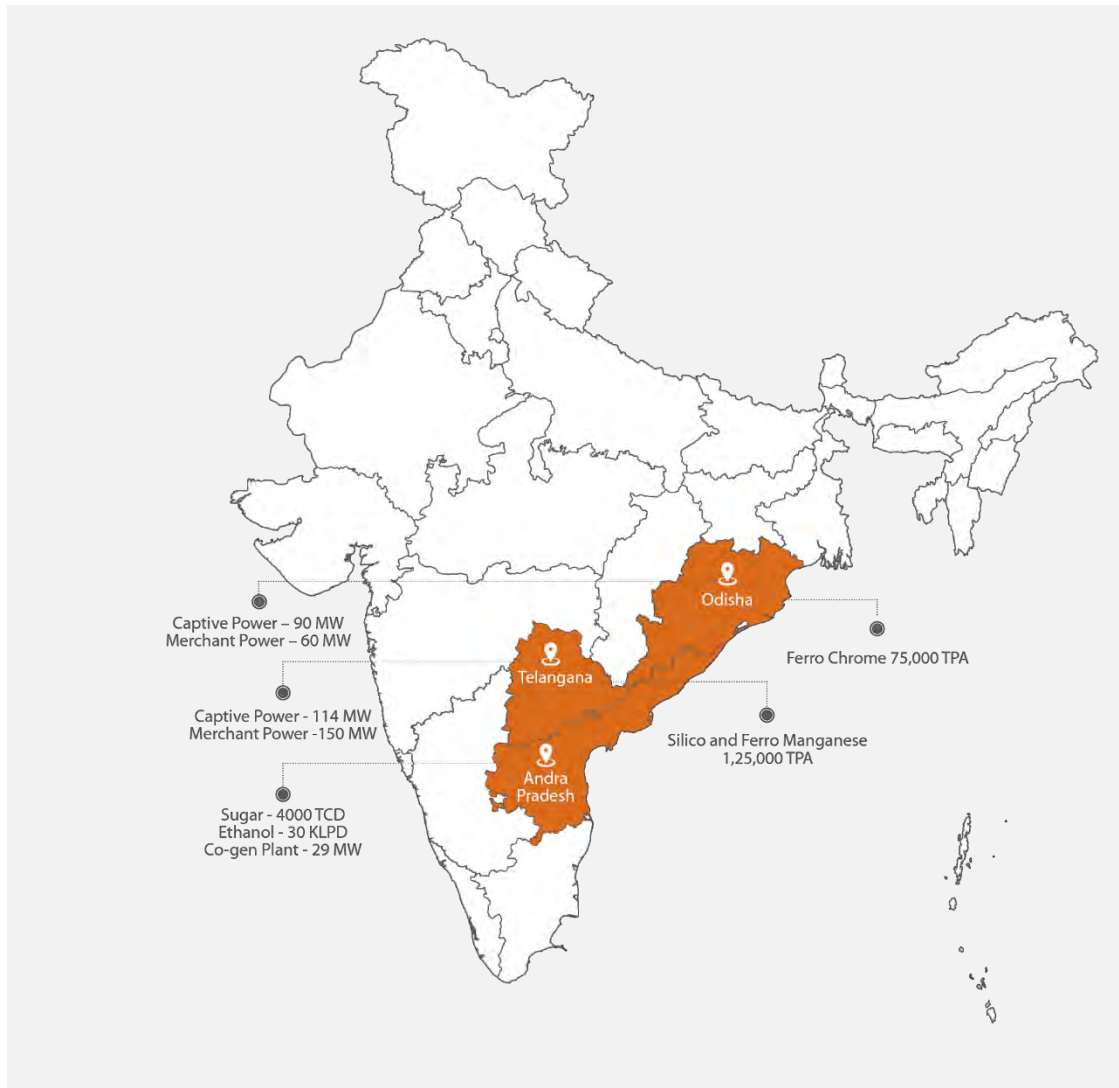 Odisha
Captive Power – 90 MW
Merchant Power – 60 MW
Ferro Chrome 75,000 TPA
Telangana
Captive Power - 114 MW
Merchant Power -150 MW
Silico and Ferro Manganese
1,25,000 TPA
Andra
Pradesh
Sugar - 4000 TCD
Ethanol - 30 KLPD
Co-gen Plant - 29 MW